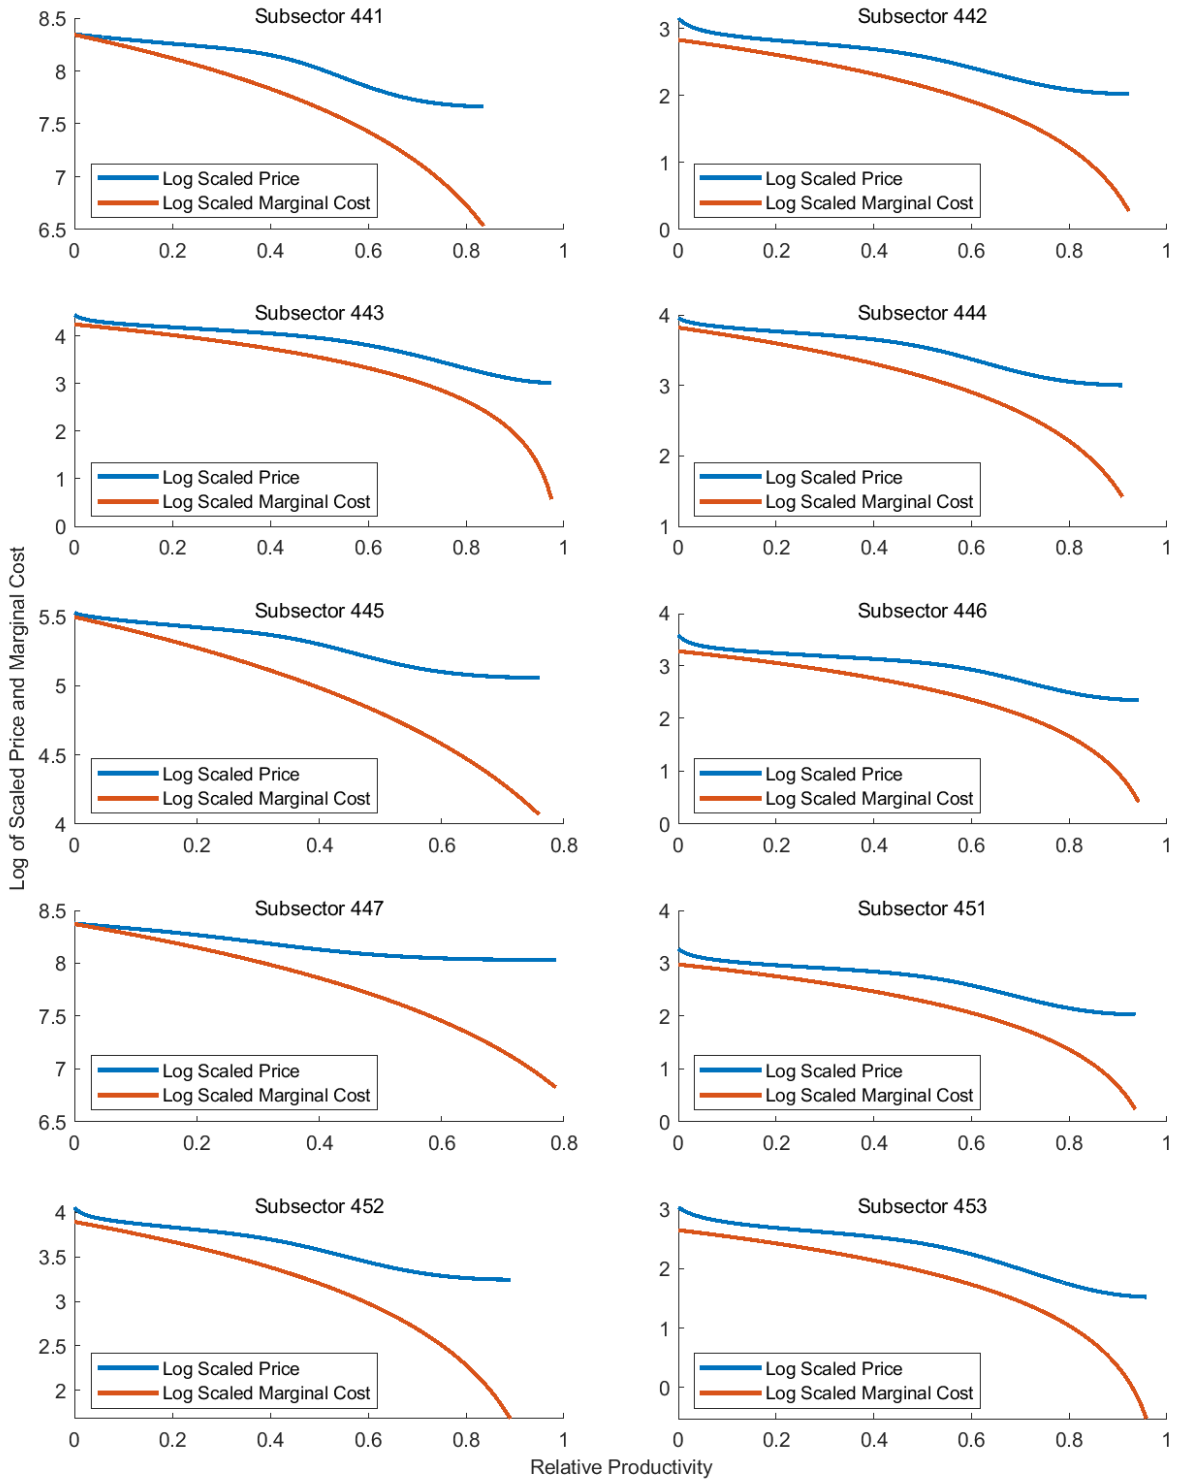 Log of Scaled Price and Marginal Cost
Subsector 441
8.5
8
7.5
7
6.5
0 0.2 0.4 0.6 0.8 1
Log Scaled Price
Log Scaled Marginal Cost
Subsector 442
3
2
1
0
0 0.2 0.4 0.6 0.8 1
Log Scaled Price
Log Scaled Marginal Cost
Subsector 443
4
3
2
1
0
0 0.2 0.4 0.6 0.8 1
Log Scaled Price
Log Scaled Marginal Cost
Subsector 444
4
3
2
1
0 0.2 0.4 0.6 0.8 1
Log Scaled Price
Log Scaled Marginal Cost
Subsector 445
5.5
5
4.5
4
0 0.2 0.4 0.6 0.8
Log Scaled Price
Log Scaled Marginal Cost
Subsector 446
4
3
2
1
0
0 0.2 0.4 0.6 0.8 1
Log Scaled Price
Log Scaled Marginal Cost
Subsector 447
8.5
8
7.5
7
6.5
0 0.2 0.4 0.6 0.8
Log Scaled Price
Log Scaled Marginal Cost
Subsector 451
4
3
2
1
0
0 0.2 0.4 0.6 0.8 1
Log Scaled Price
Log Scaled Marginal Cost
Subsector 452
4
3.5
3
2.5
2
0 0.2 0.4 0.6 0.8 1
Log Scaled Price
Log Scaled Marginal Cost
Subsector 453
3
2
1
0
0 0.2 0.4 0.6 0.8 1
Log Scaled Price
Log Scaled Marginal Cost
Relative Productivity